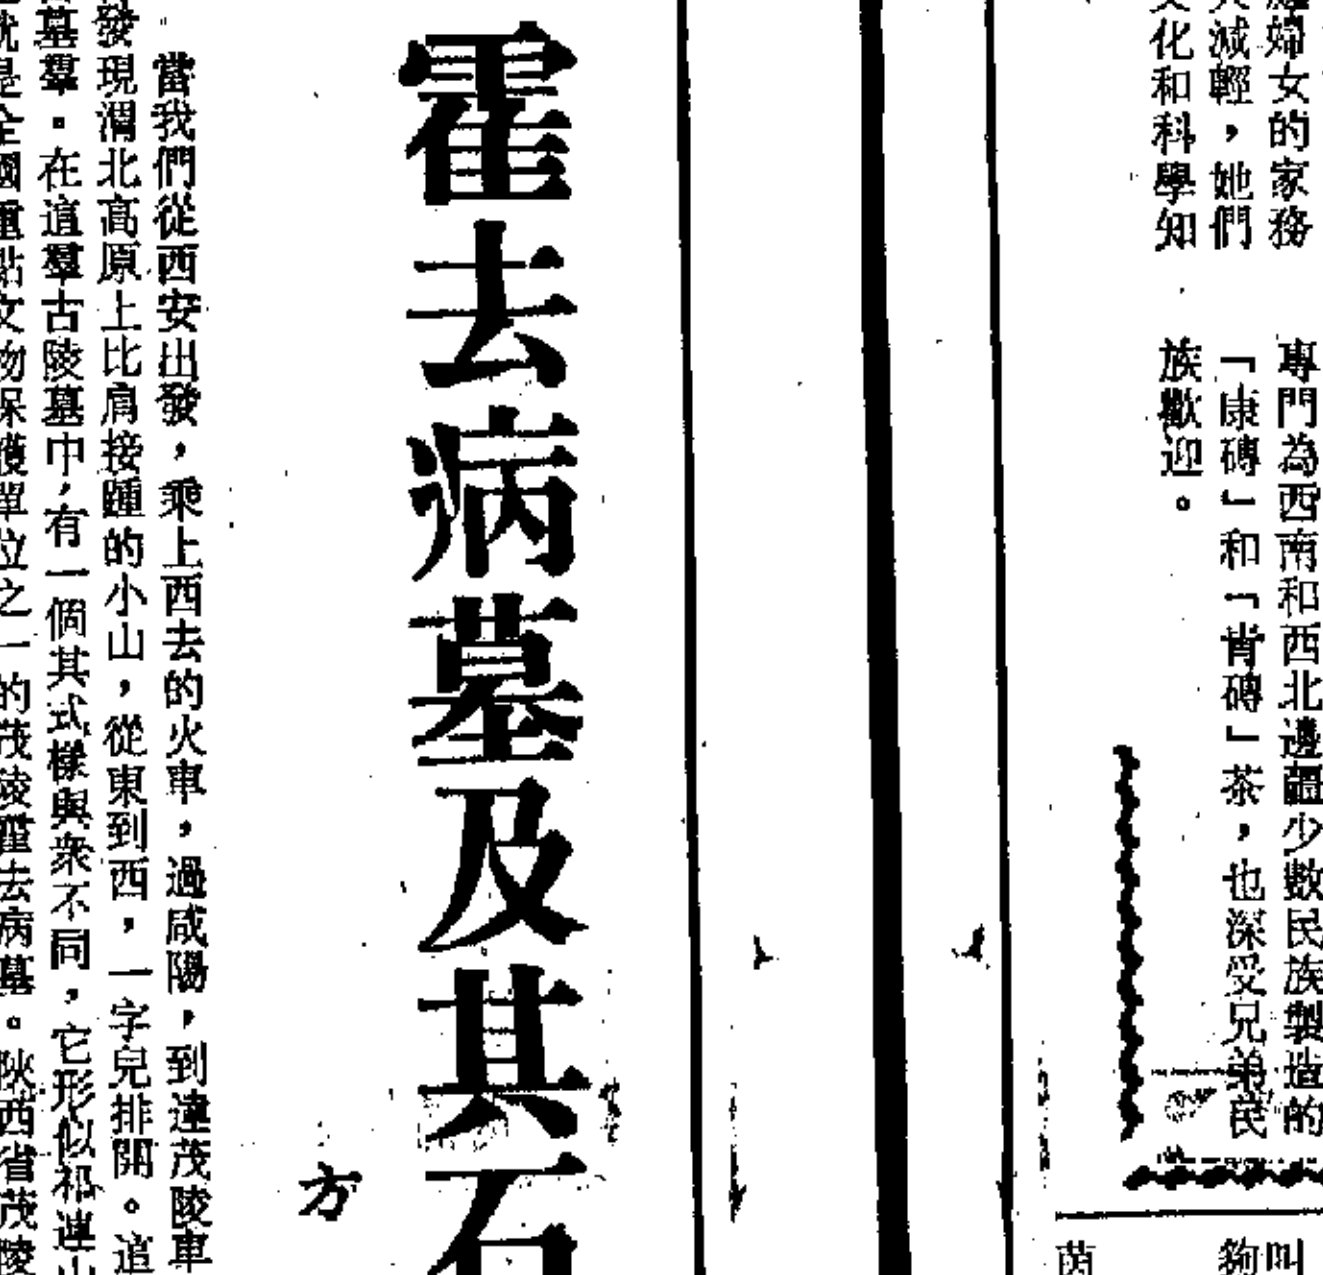 婦女的家務
減輕，她們
化和科學知
專門為西南和西北邊疆少數民族製造的
「康磚」和「青磚」茶，也深受兄弟民
族歡迎。
夠叫
茵
霍去病墓及其石
方
當我們從西安出發，乘上西去的火車，過咸陽，到達茂陵車
發現渭北高原上比肩接踵的小山，從東到西，一字兒排開。這
墓羣。在這羣古陵墓中，有一個其式樣與衆不同，它形似祁連山
就是全國重點文物保護單位之一的茂陵霍去病墓。陝西省茂陵